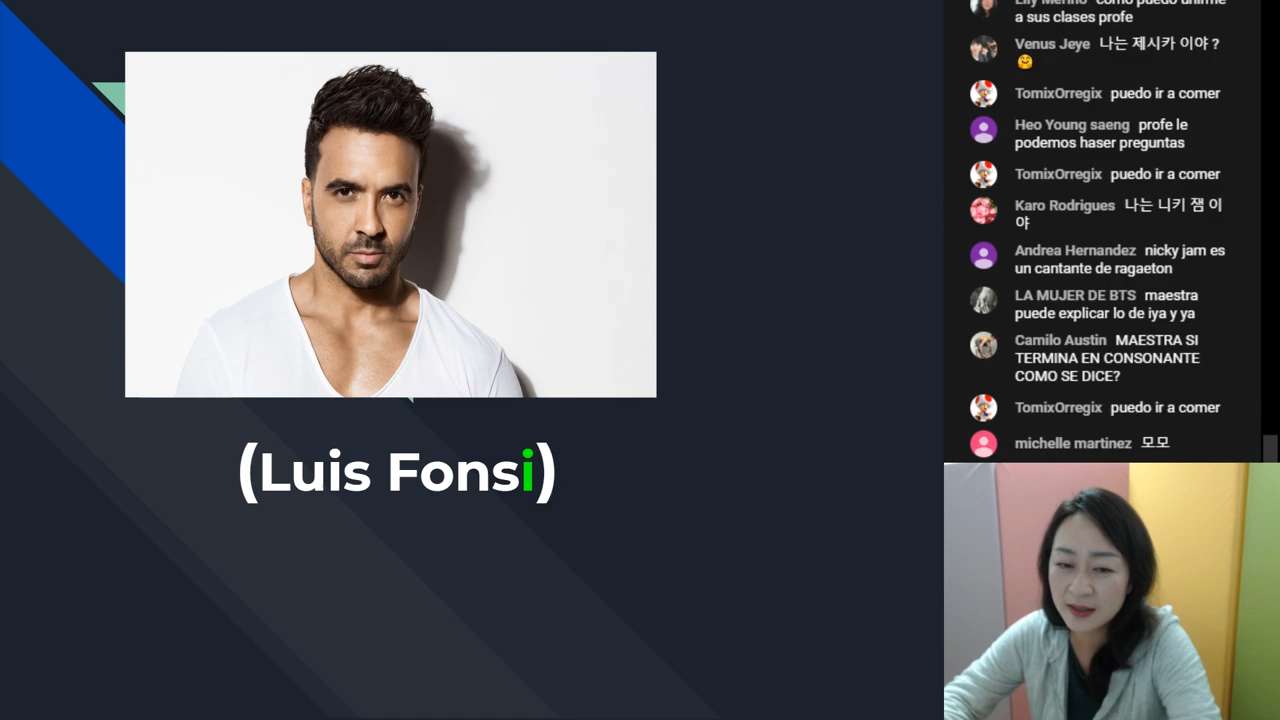 (Luis Fonsi)
Lily Merino como puedo unirme
a sus clases profe
Venus Jeye 나는 제시카 이야 ?
TomixOrregix puedo ir a comer
Heo Young saeng profe le
podemos haser preguntas
TomixOrregix puedo ir a comer
Karo Rodrigues 나는 니키 잼 이
야
Andrea Hernandez nicky jam es
un cantante de ragaeton
LA MUJER DE BTS maestra
puede explicar lo de iya y ya
Camilo Austin MAESTRA SI
TERMINA EN CONSONANTE
COMO SE DICE?
TomixOrregix puedo ir a comer
michelle martinez 모모